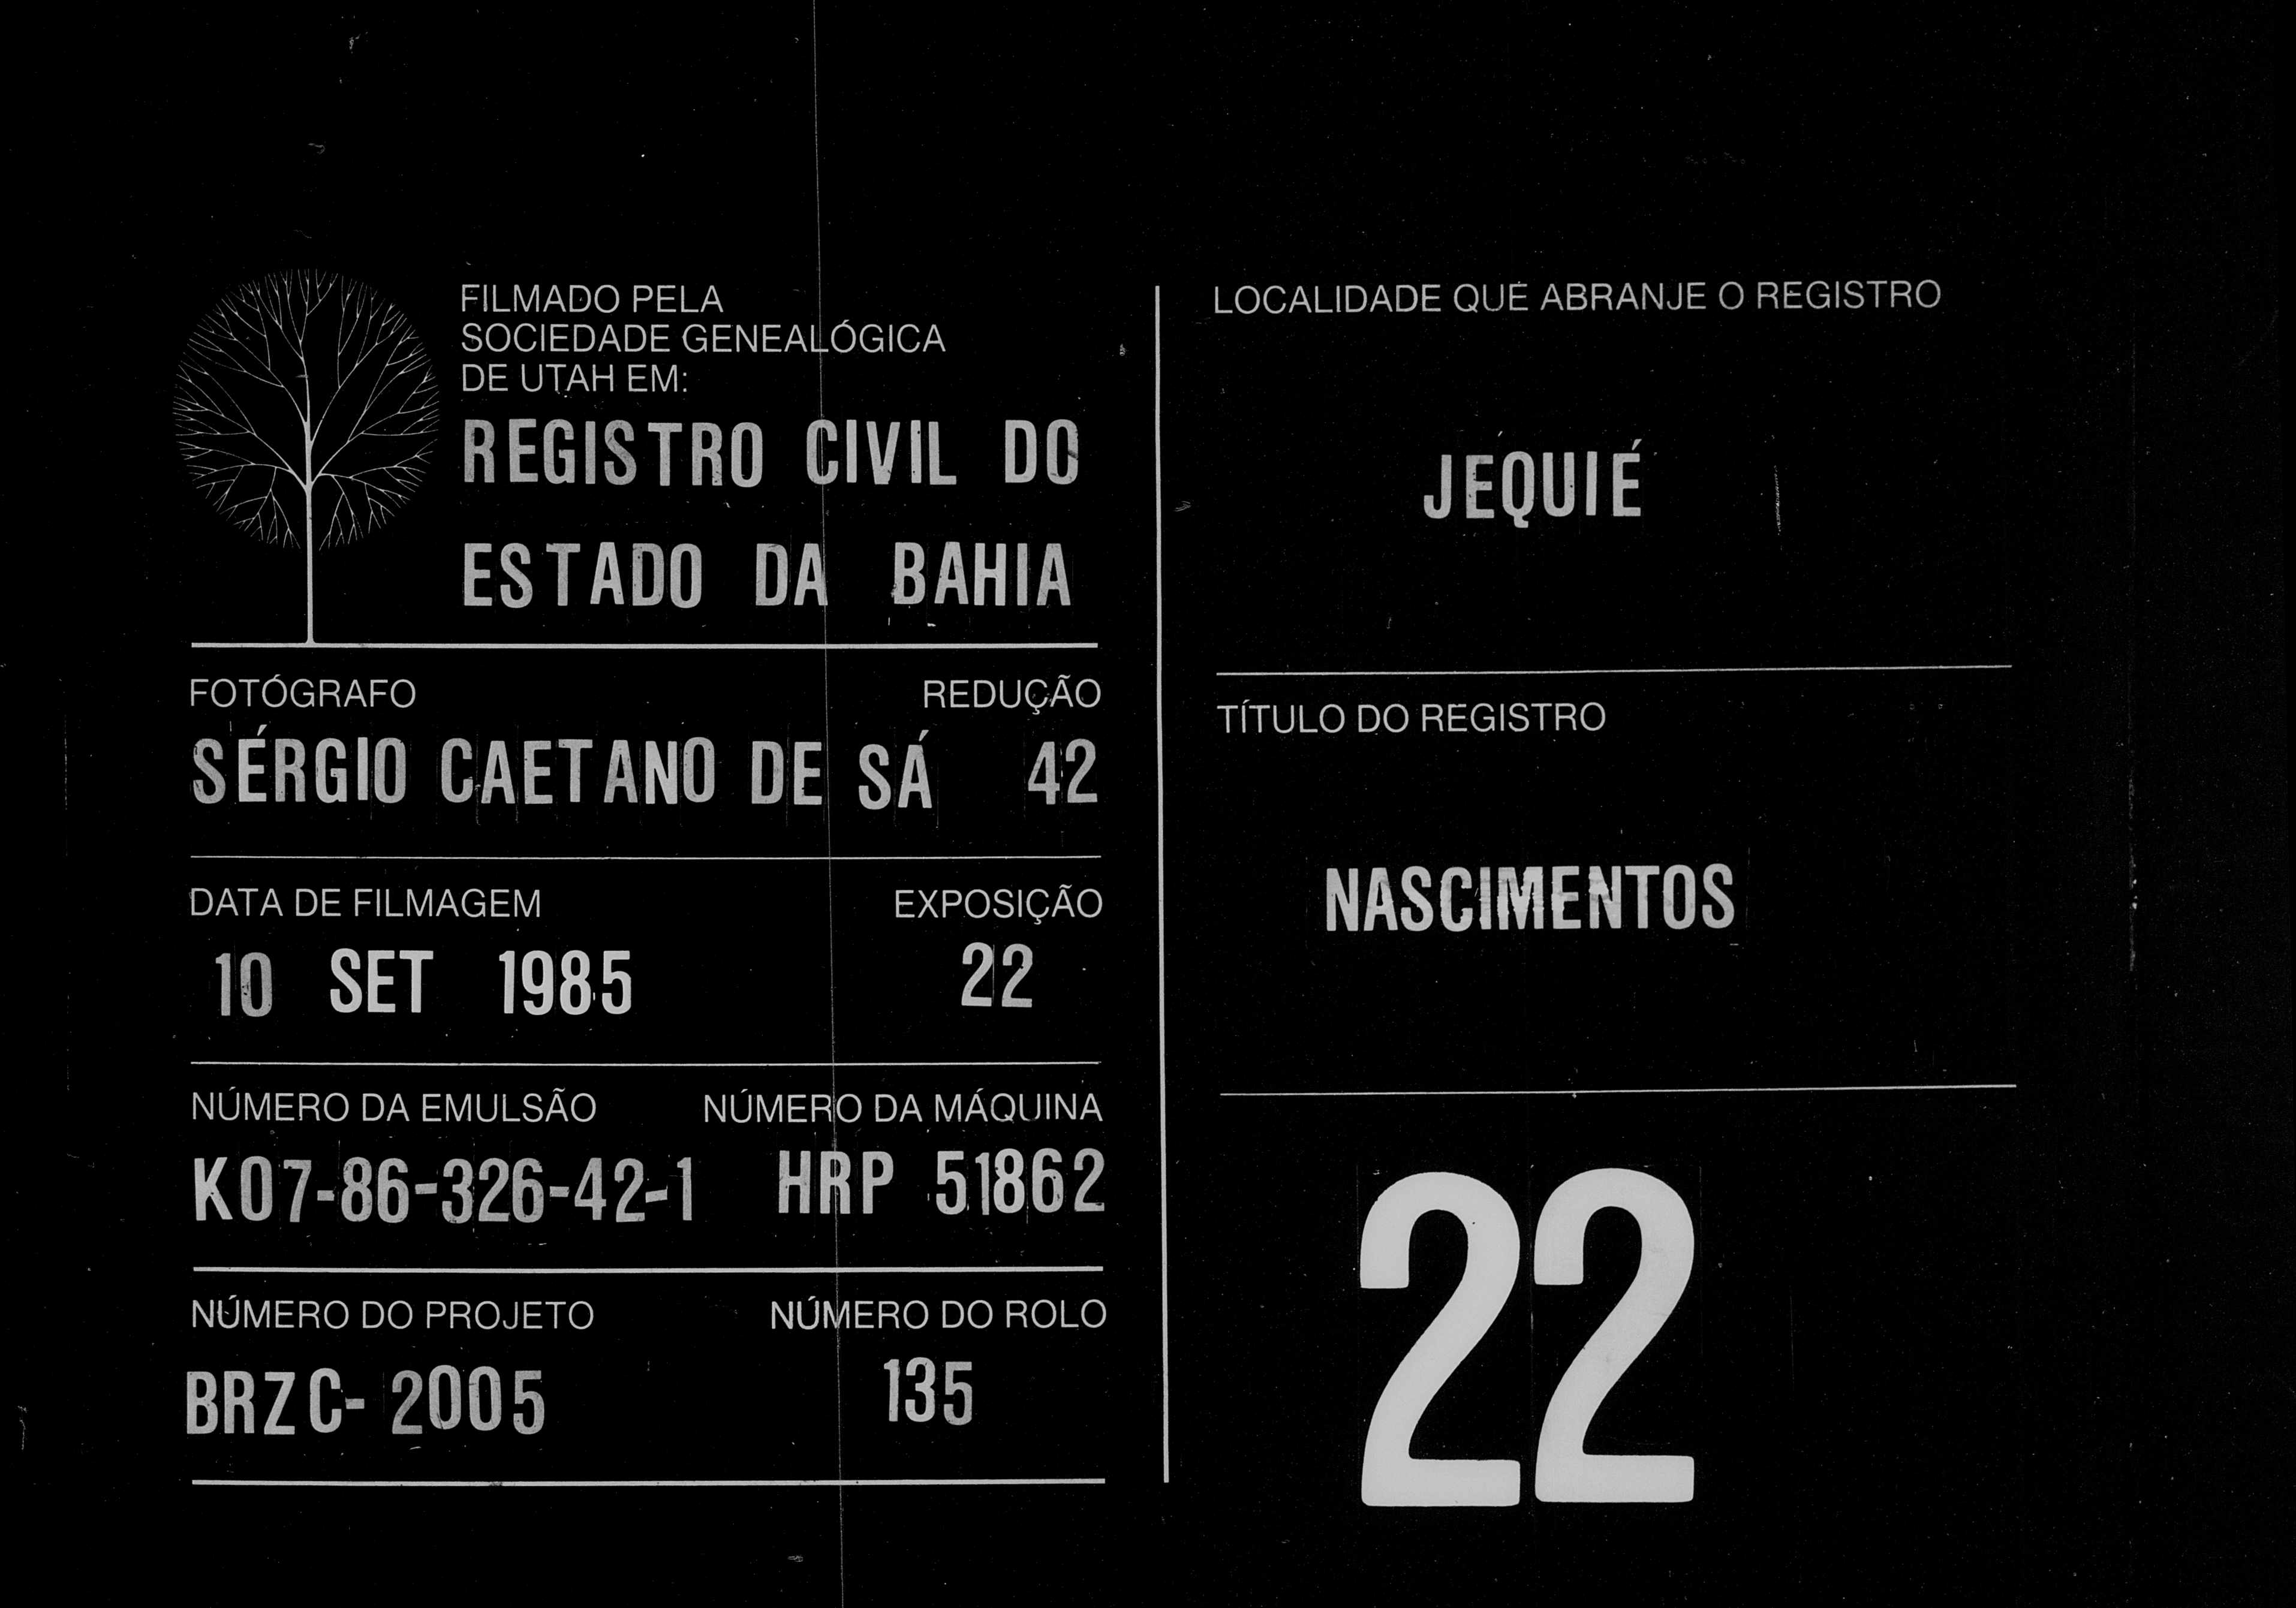 FILMADO PELA
SOCIEDADE GENEALÓGICA
DE UTAH EM:
REGISTRO CIVIL DO
ESTADO DA BAHIA
FOTÓGRAFO REDUÇÃO
SÉRGIO CAETANO DE SÁ 42
DATA DE FILMAGEM EXPOSIÇÃO
10 SET 1985 22
NÚMERO DA EMULSÃO NÚMERO DA MÁQUINA
K07-86-326-42-1 HRP 51862
NÚMERO DO PROJETO NÚMERO DO ROLO
BRZC-2005 135
LOCALIDADE QUE ABRANJE O REGISTRO
JEQUIÉ
TÍTULO DO REGISTRO
NASCIMENTOS
22